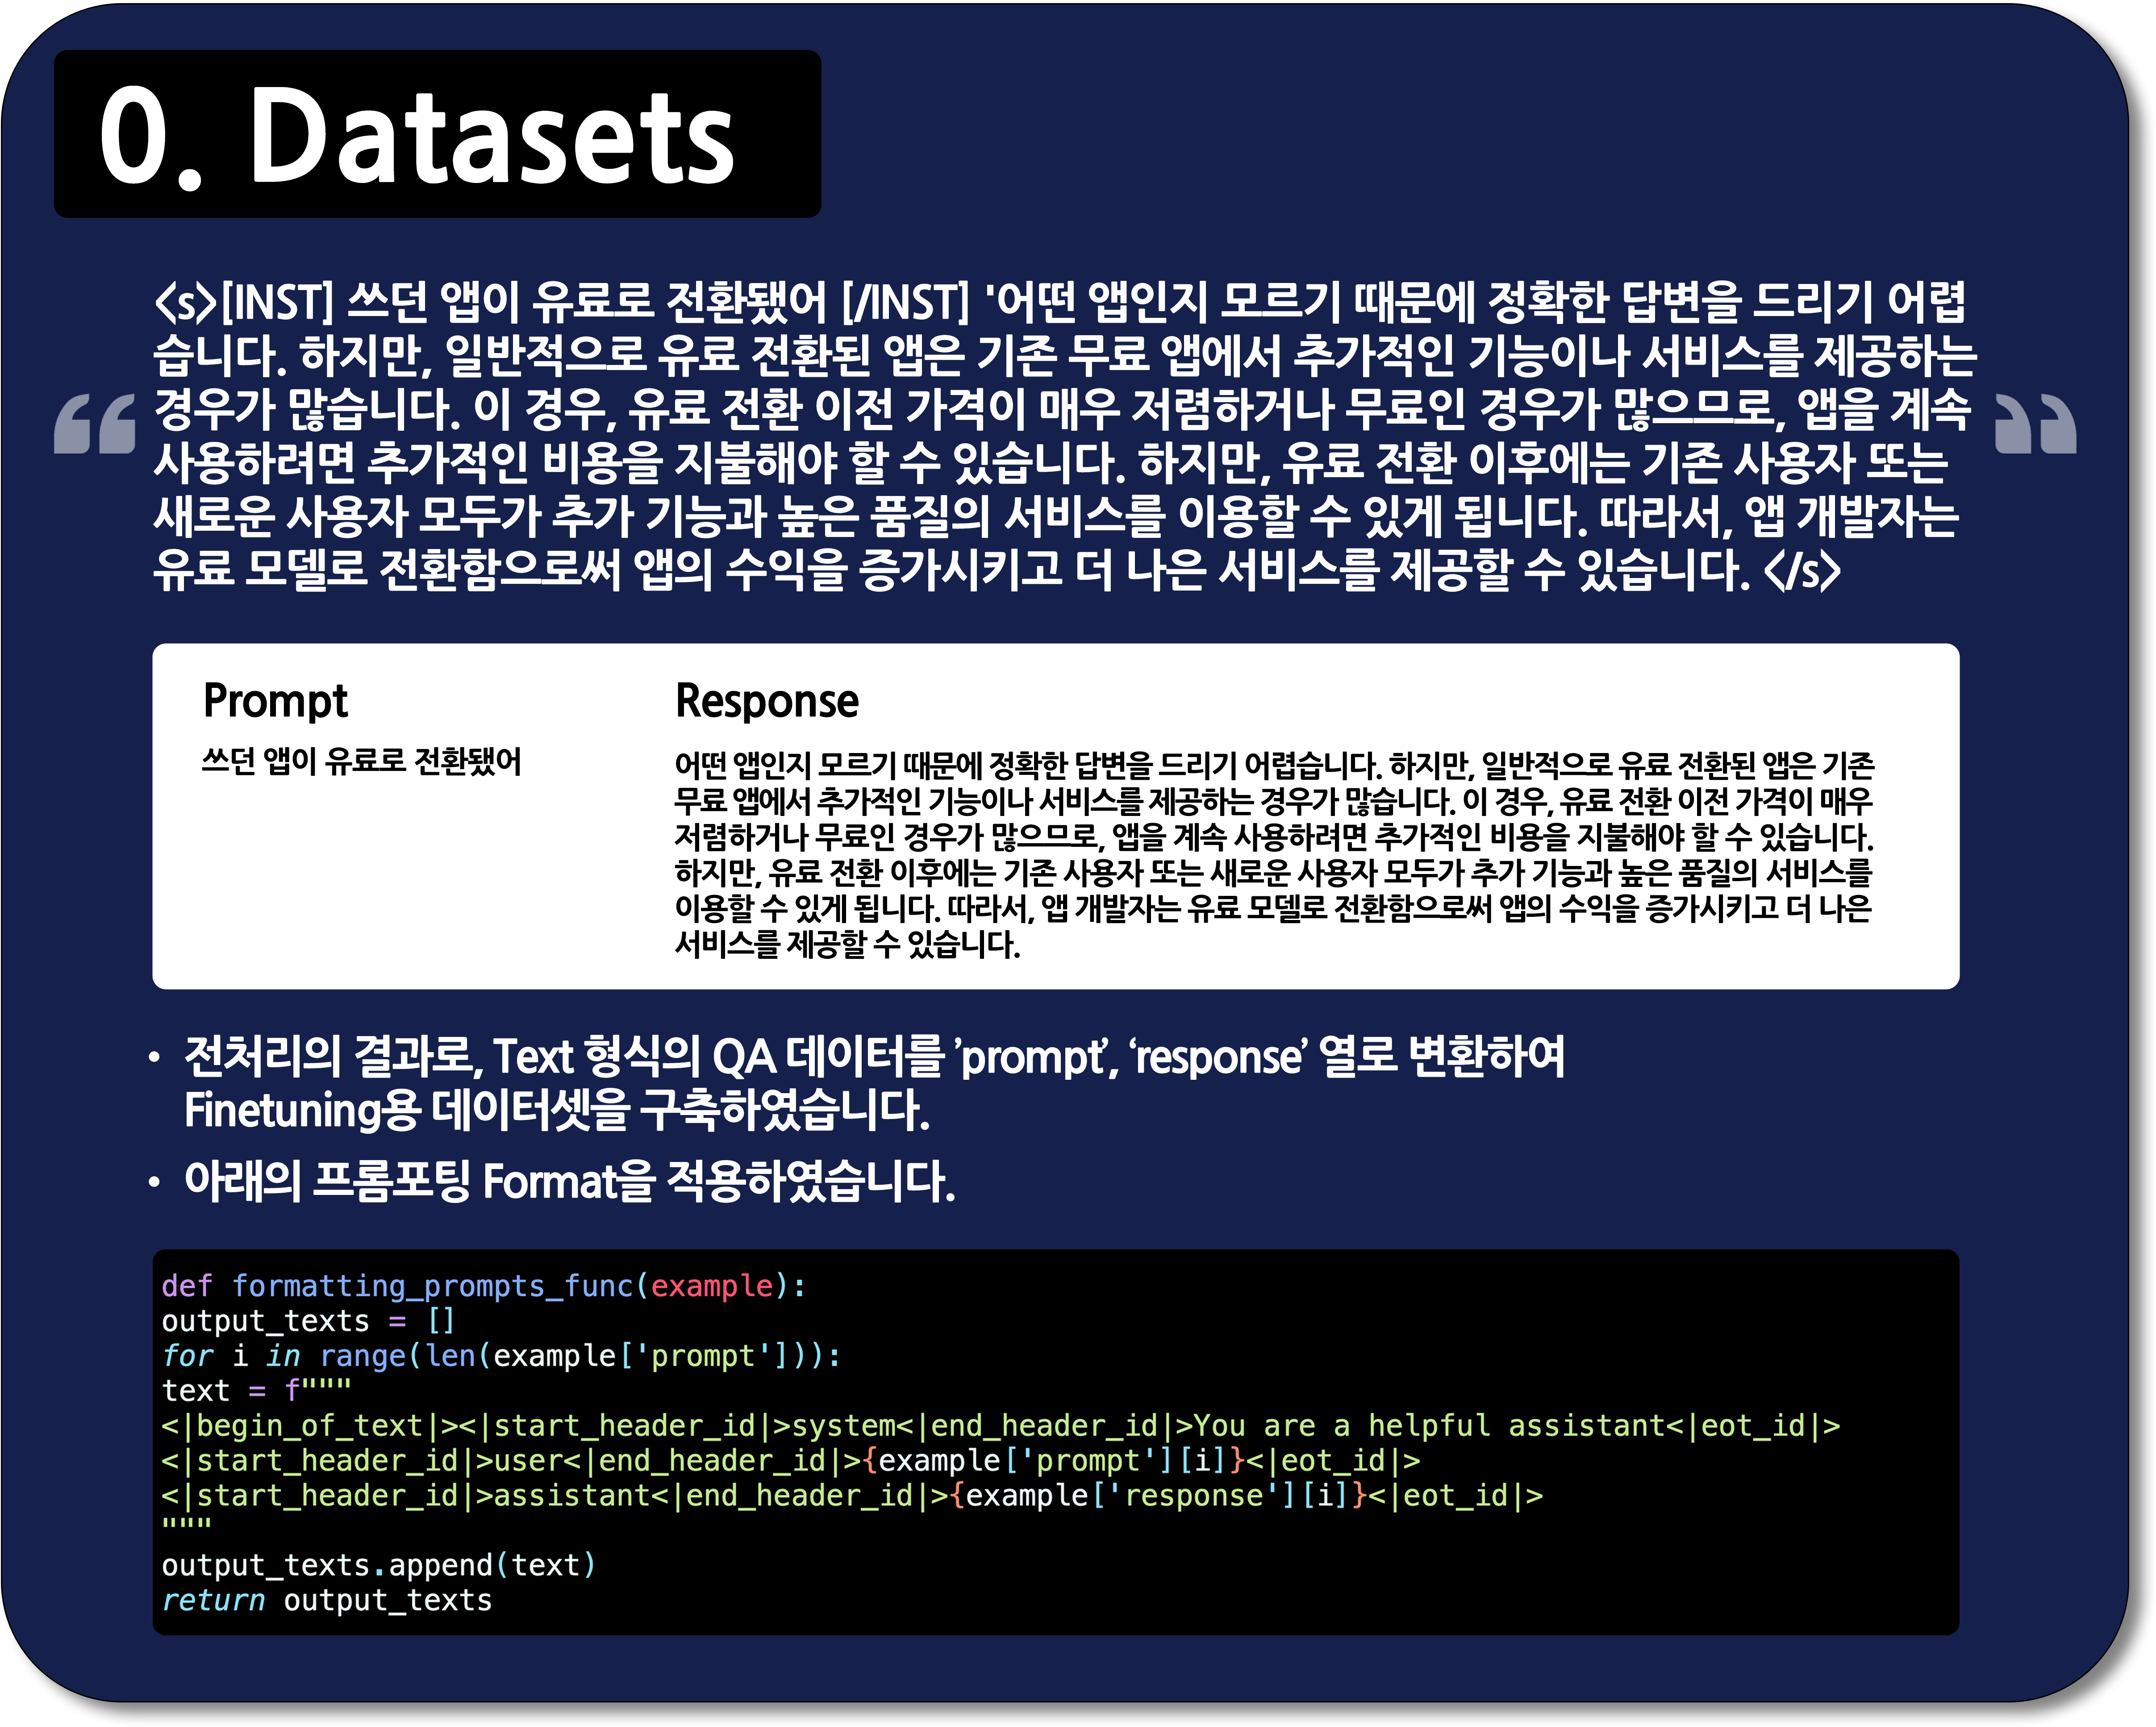 0. Datasets
<s>[INST] 쓰던 앱이 유료로 전환됐어 [/INST] '어떤 앱인지 모르기 때문에 정확한 답변을 드리기 어렵
습니다. 하지만, 일반적으로 유료 전환된 앱은 기존 무료 앱에서 추가적인 기능이나 서비스를 제공하는
경우가 많습니다. 이 경우, 유료 전환 이전 가격이 매우 저렴하거나 무료인 경우가 많으므로, 앱을 계속
사용하려면 추가적인 비용을 지불해야 할 수 있습니다. 하지만, 유료 전환 이후에는 기존 사용자 또는
새로운 사용자 모두가 추가 기능과 높은 품질의 서비스를 이용할 수 있게 됩니다. 따라서, 앱 개발자는
유료 모델로 전환함으로써 앱의 수익을 증가시키고 더 나은 서비스를 제공할 수 있습니다. </s>
Prompt
쓰던 앱이 유료로 전환됐어
Response
어떤 앱인지 모르기 때문에 정확한 답변을 드리기 어렵습니다. 하지만, 일반적으로 유료 전환된 앱은 기존
무료 앱에서 추가적인 기능이나 서비스를 제공하는 경우가 많습니다. 이 경우, 유료 전환 이전 가격이 매우
저렴하거나 무료인 경우가 많으므로, 앱을 계속 사용하려면 추가적인 비용을 지불해야 할 수 있습니다.
하지만, 유료 전환 이후에는 기존 사용자 또는 새로운 사용자 모두가 추가 기능과 높은 품질의 서비스를
이용할 수 있게 됩니다. 따라서, 앱 개발자는 유료 모델로 전환함으로써 앱의 수익을 증가시키고 더 나은
서비스를 제공할 수 있습니다.
• 전처리의 결과로, Text 형식의 QA 데이터를 ’prompt’, ‘response’ 열로 변환하여
Finetuning용 데이터셋을 구축하였습니다.
• 아래의 프롬포팅 Format을 적용하였습니다.
def formatting_prompts_func(example):
output_texts = []
for i in range(len(example['prompt'])):
text = f"""
<|begin_of_text|><|start_header_id|>system<|end_header_id|>You are a helpful assistant<|eot_id|>
<|start_header_id|>user<|end_header_id|>{example['prompt'][i]}<|eot_id|>
<|start_header_id|>assistant<|end_header_id|>{example['response'][i]}<|eot_id|>
"""
output_texts.append(text)
return output_texts